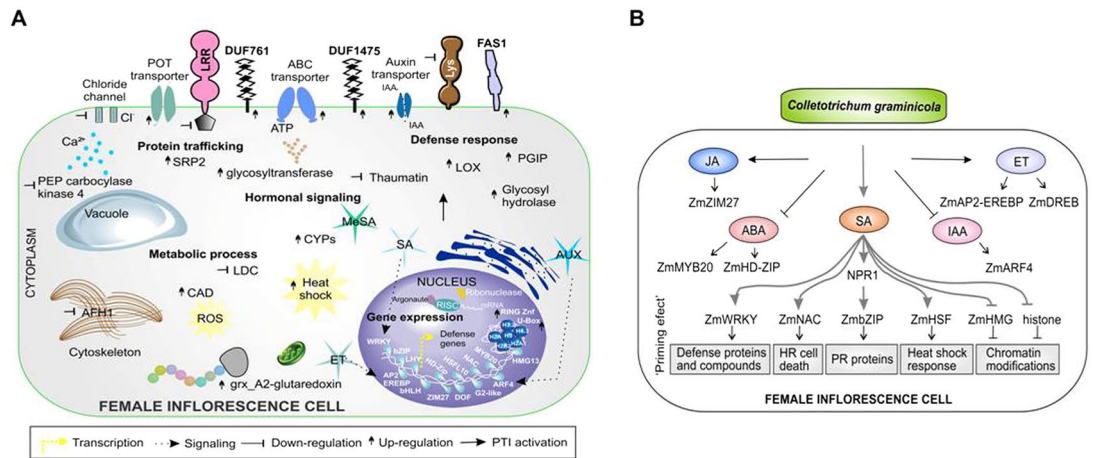 A
POT
transporter
LRR
DUF761
ABC
transporter
DUF1475
Auxin
transporter
IAA-
IAA
Lys
FAS1
Chloride
channel
Cl-
ATP
Ca2+
Protein trafficking
SRP2
glycosyltransferase
Thaumatin
Defense response
LOX
PGIP
Glycosyl
hydrolase
PEP carbocylase
kinase 4
Vacuole
Hormonal signaling
MeSA
CYPs
SA
AUX
CYTOPLASM
Metabolic process
LDC
CAD
ROS
Heat
shock
AFH1
Cytoskeleton
NUCLEUS
Argonaute
RISC
Ribonuclease
mRNA
Gene expression
Defense
genes
RING Znf
U-Box
WRKY
bZIP
LHY
HD-Zip
HSFL10
NAC
MYB20
HMG13
AP2
EREBP
bHLH
ZIM27
DOF
G2-like
ARF4
ET
grx_A2-glutaredoxin
FEMALE INFLORESCENCE CELL
Transcription
Signaling
Down-regulation
Up-regulation
PTI activation
B
Colletotrichum graminicola
JA
ET
ZmZIM27
ZmAP2-EREBP
ZmDREB
ABA
SA
IAA
ZmMYB20
ZmHD-ZIP
ZmARF4
NPR1
'Priming effect'
ZmWRKY
ZmNAC
ZmbZIP
ZmHSF
ZmHMG
histone
Defense proteins
and compounds
HR cell
death
PR proteins
Heat shock
response
Chromatin
modifications
FEMALE INFLORESCENCE CELL